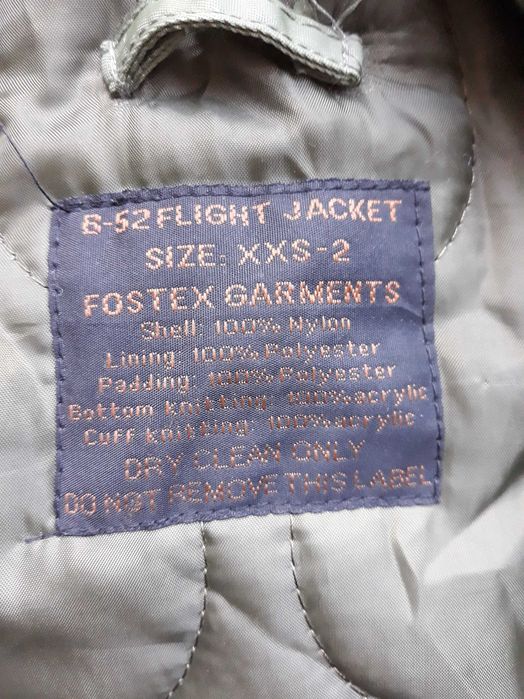 B-52 FLIGHT JACKET
SIZE: XXS-2
FOSTEX GARMENTS
Shell: 100% Nylon
Lining: 100% Polyester
Padding: 100% Polyester
Bottom knitting: 100% acrylic
Cuff knitting: 100% acrylic
DRY CLEAN ONLY
DO NOT REMOVE THIS LABEL